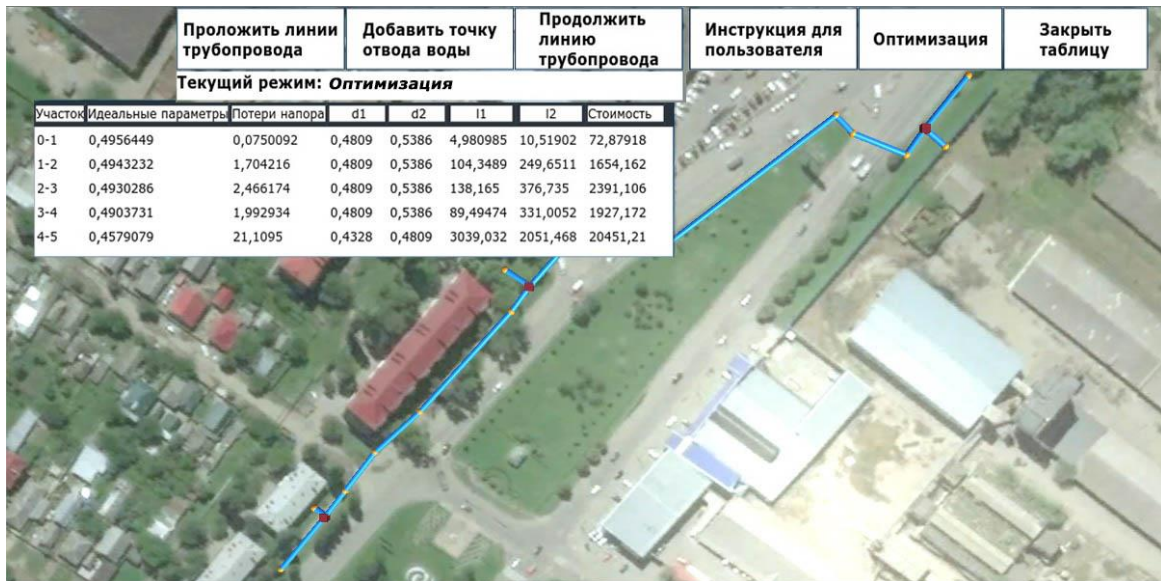 Проложить линии
трубопровода
Добавить точку
отвода воды
Продолжить
линию
трубопровода
Инструкция для
пользователя
Оптимизация
Закрыть
таблицу
Текущий режим: Оптимизация
Участок Идеальные параметры Потери напора d1 d2 l1 l2 Стоимость
0-1 0,4956449 0,0750092 0,4809 0,5386 4,980985 10,51902 72,87918
1-2 0,4943232 1,704216 0,4809 0,5386 104,3489 249,6511 1654,162
2-3 0,4930286 2,466174 0,4809 0,5386 138,165 376,735 2391,106
3-4 0,4903731 1,992934 0,4809 0,5386 89,49474 331,0052 1927,172
4-5 0,4579079 21,1095 0,4328 0,4809 3039,032 2051,468 20451,21